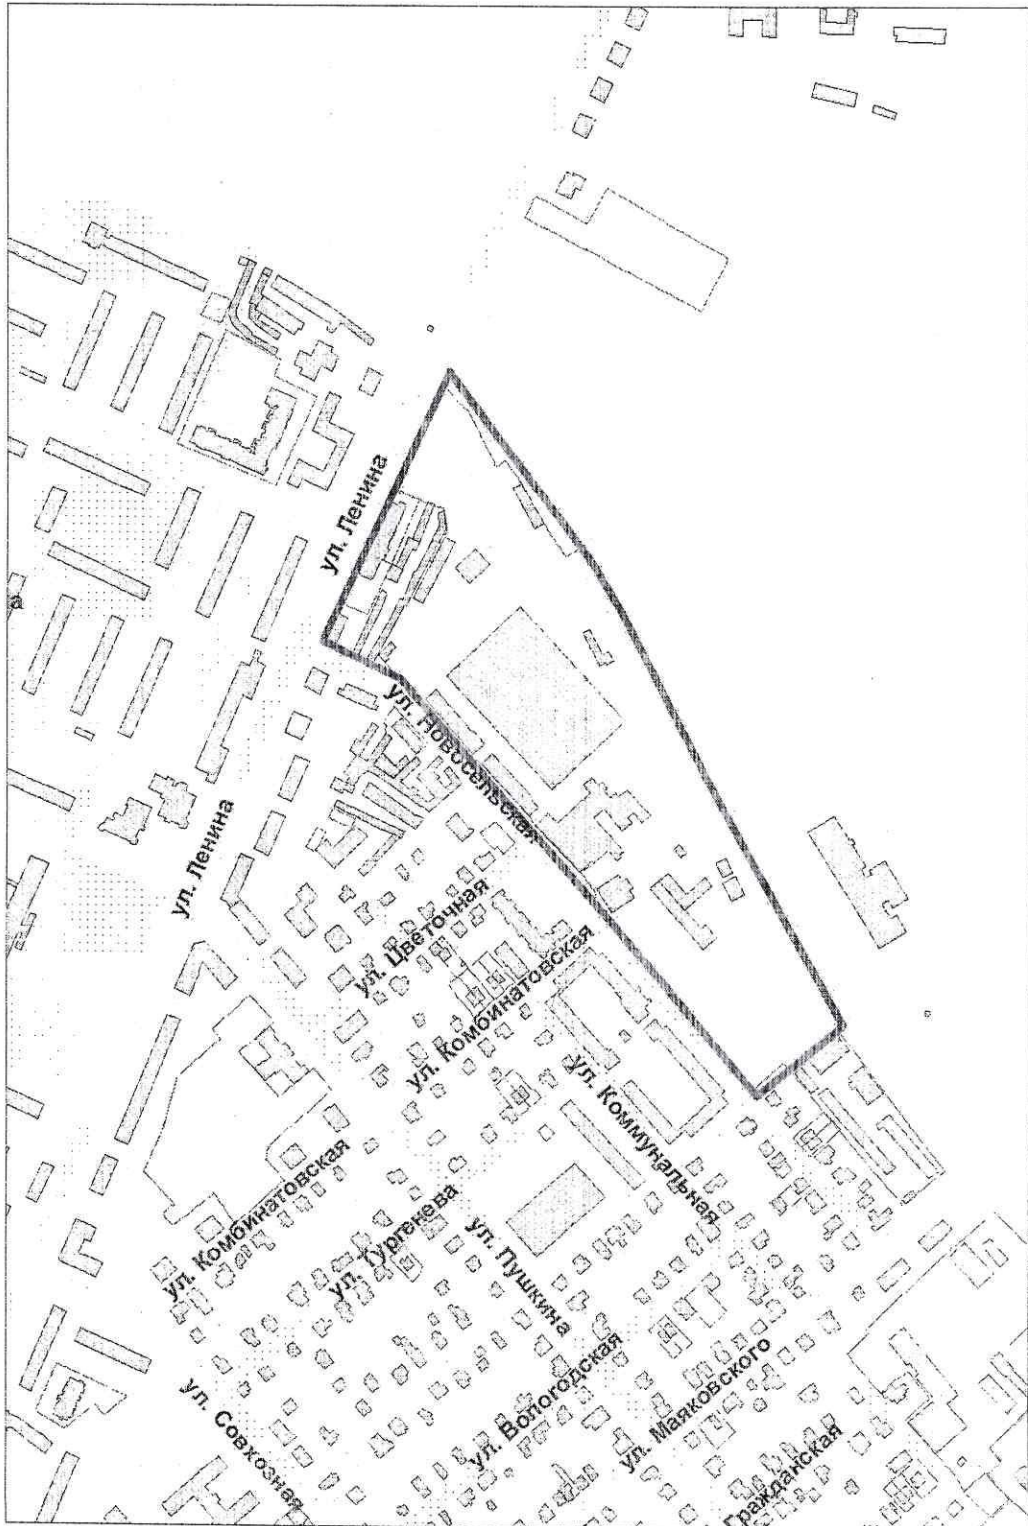 ул. Ленина
ул. Новосельская
ул. Ленина
ул. Цветочная
ул. Комбинатовская
ул. Коммунальная
ул. Комбинатовская
ул. Тургенева
ул. Пушкина
ул. Вологодская
ул. Маяковского
ул. Совхозная
Гражданская